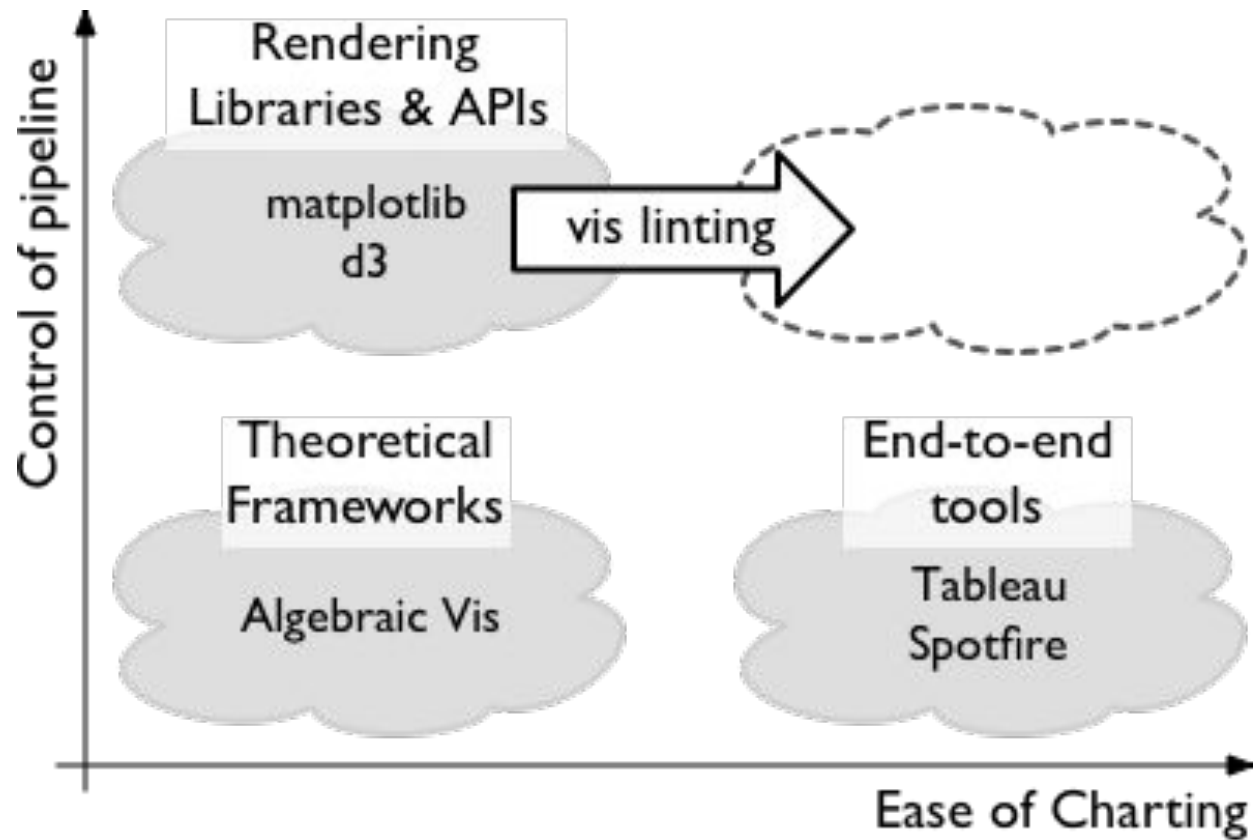 Control of pipeline
Rendering
Libraries & APIs
matplotlib
d3
vis linting
Theoretical
Frameworks
Algebraic Vis
End-to-end
tools
Tableau
Spotfire
Ease of Charting